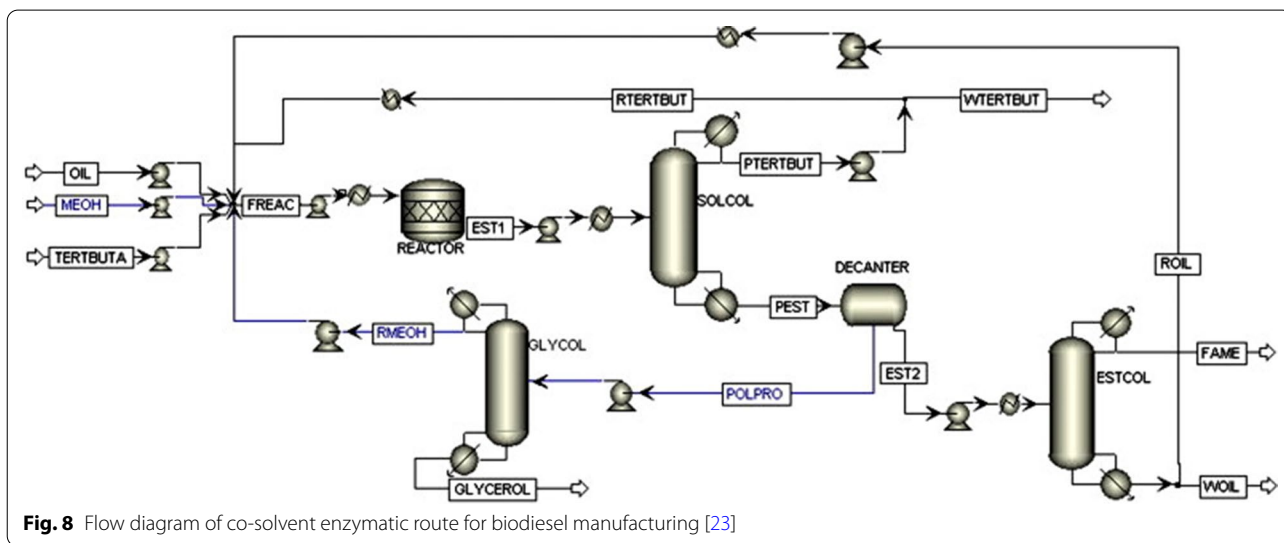 RTERTBUT
WTERTBUT
OIL
PTERTBUT
MEOH
FREAC
SOLCOL
EST1
REACTOR
TERTBUTA
ROIL
DECANTER
PEST
RMEOH
GLYCOL
FAME
EST2
ESTCOL
POLPRO
GLYCEROL
WOIL
Fig. 8 Flow diagram of co-solvent enzymatic route for biodiesel manufacturing [23]